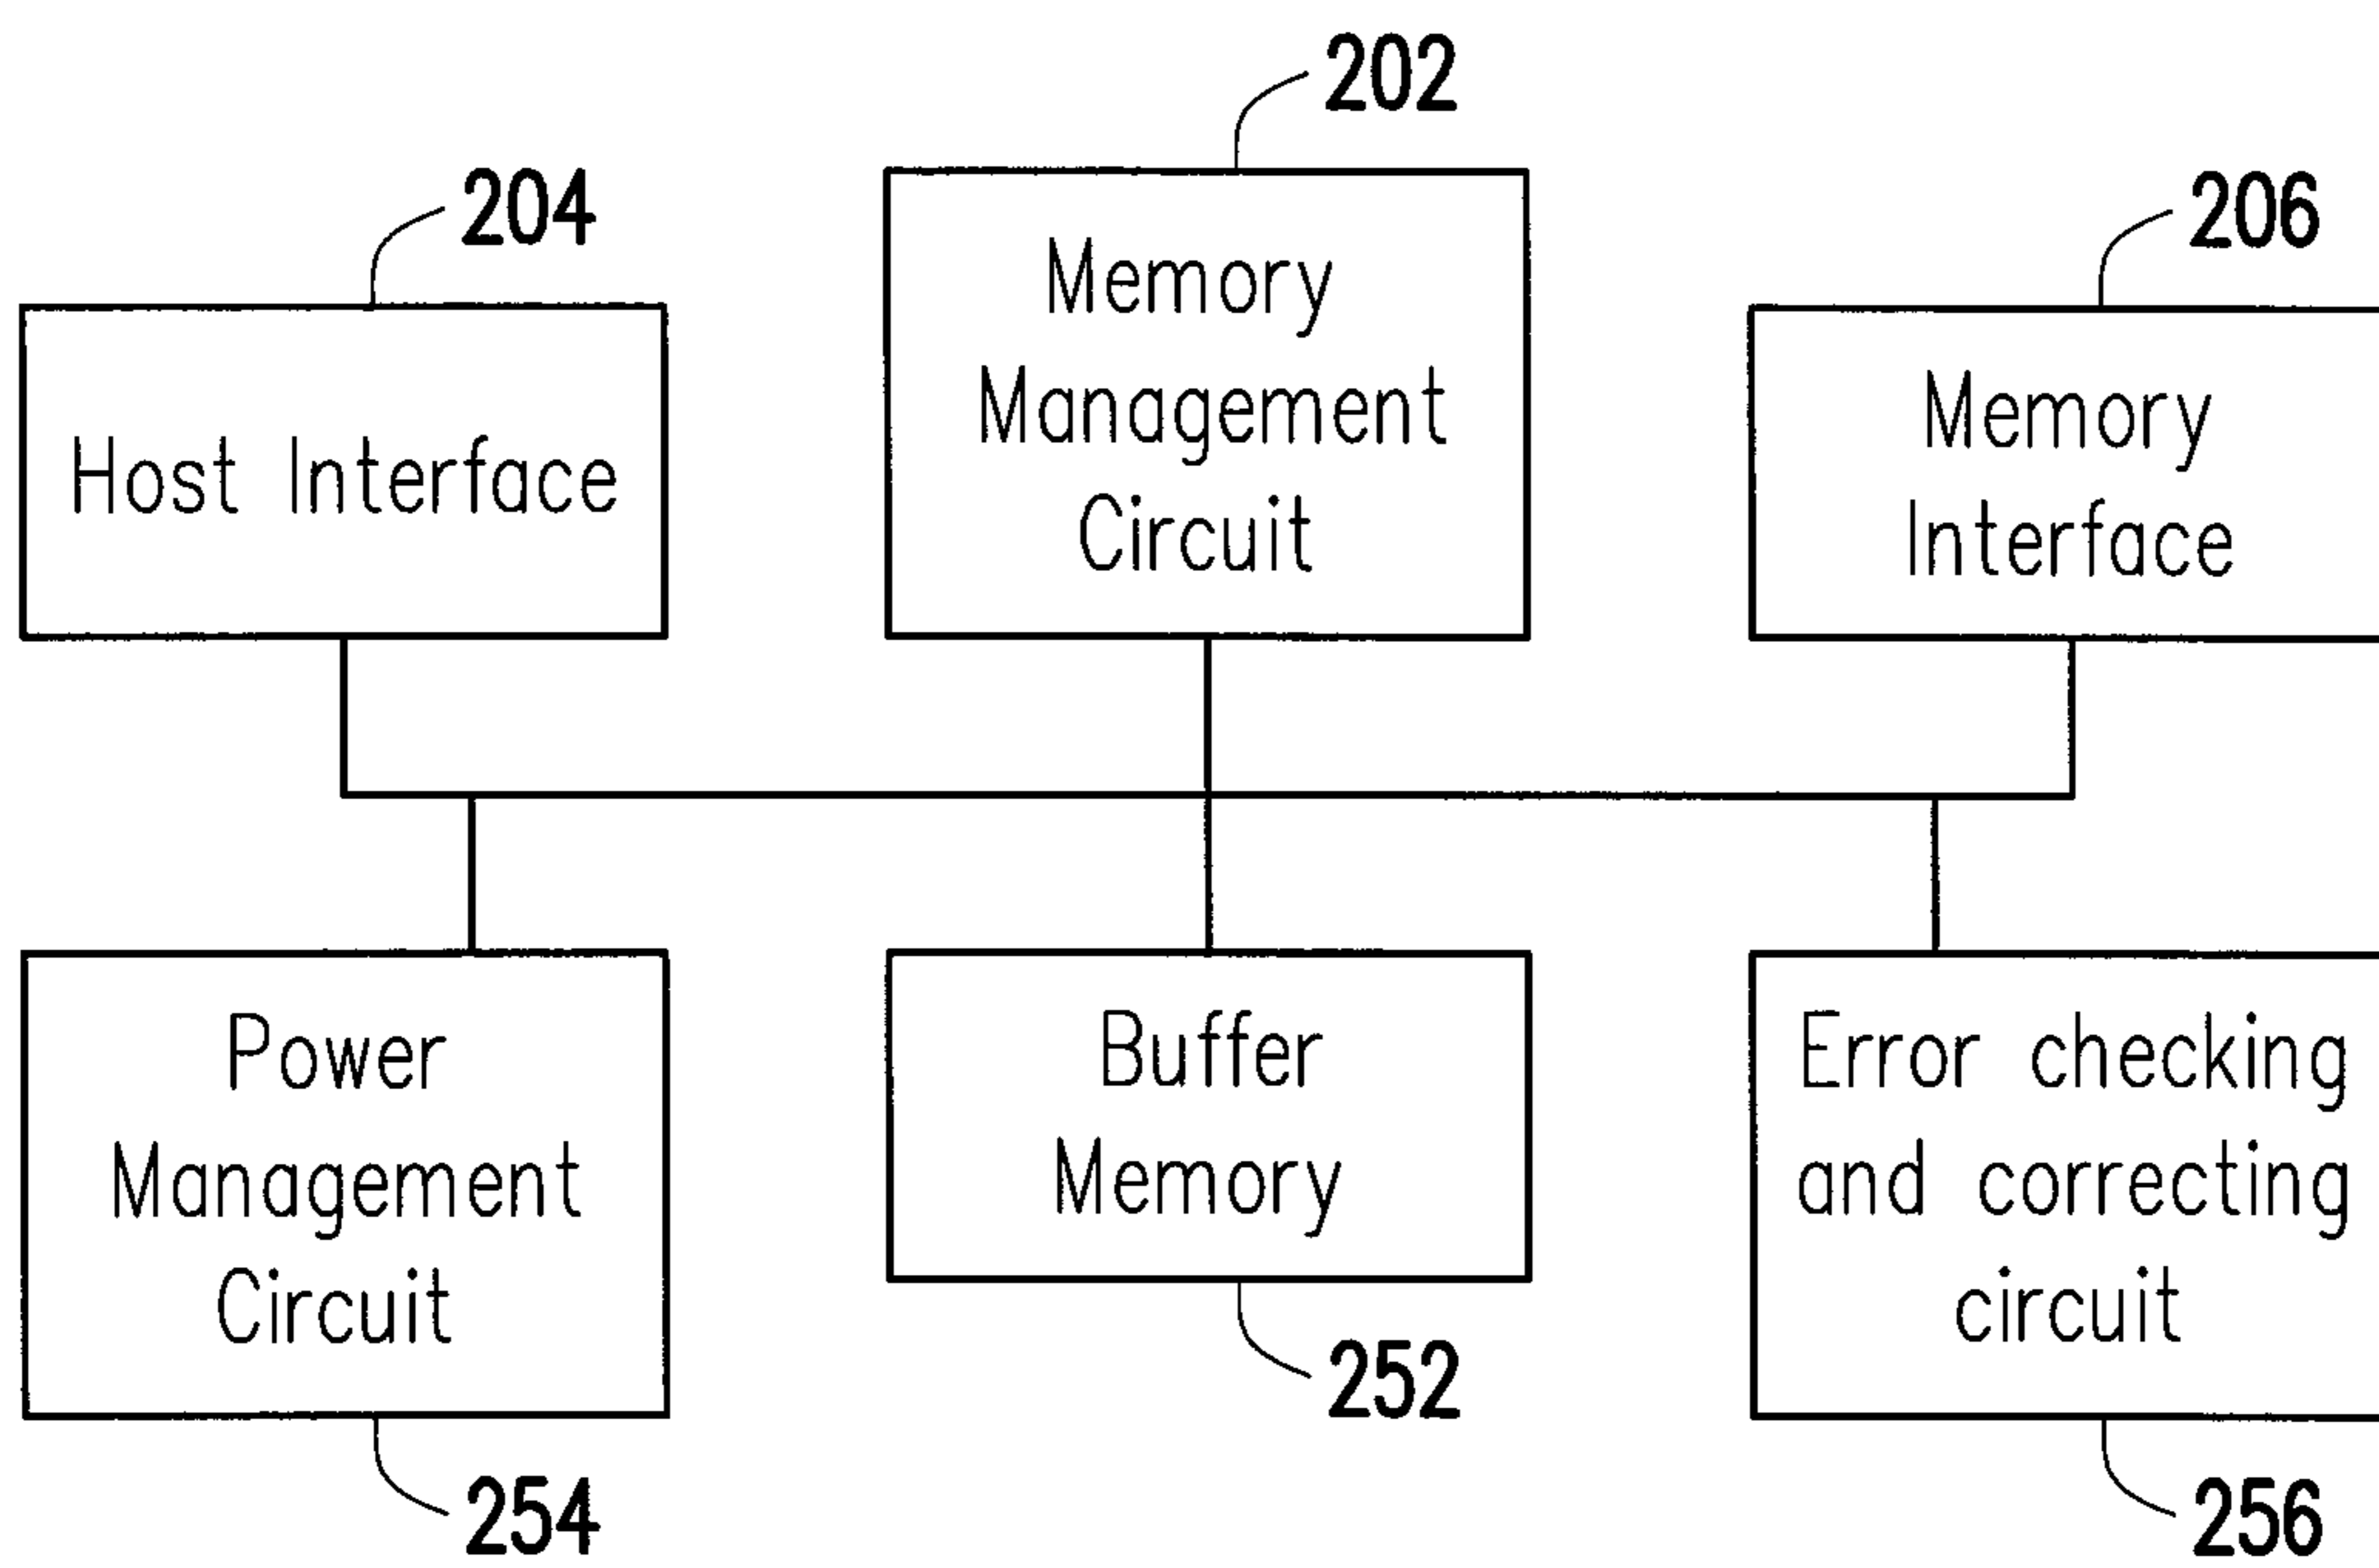 202
204
206
Memory
Management
Circuit
Host Interface
Memory
Interface
Power
Management
Circuit
Buffer
Memory
Error checking
and correcting
circuit
252
254
256